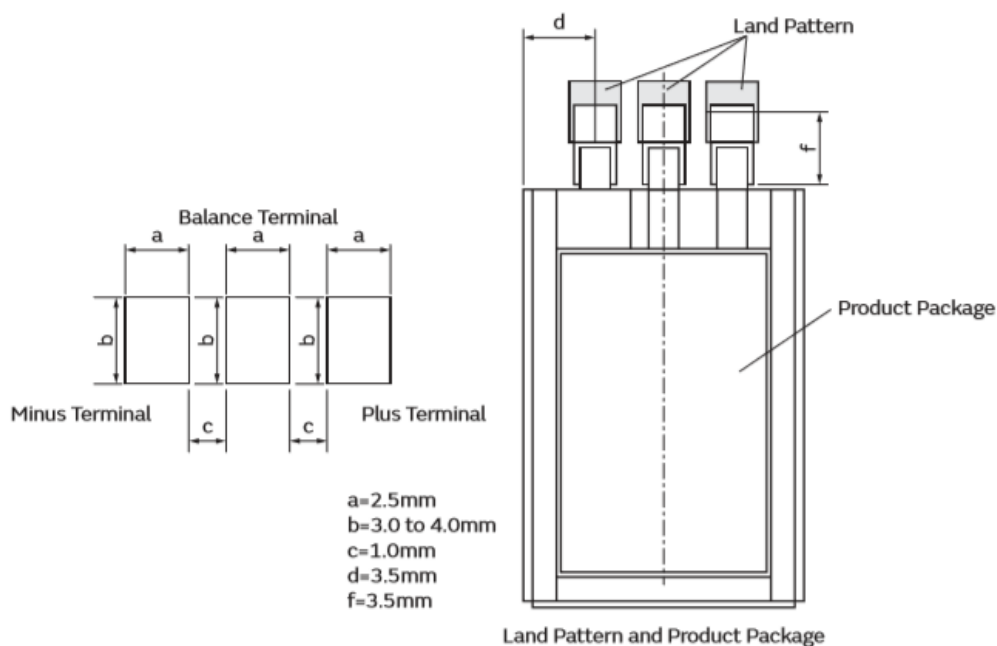 d
Land Pattern
f
Balance Terminal
a a a
b b b
Product Package
Minus Terminal Plus Terminal
c c
a=2.5mm
b=3.0 to 4.0mm
c=1.0mm
d=3.5mm
f=3.5mm
Land Pattern and Product Package